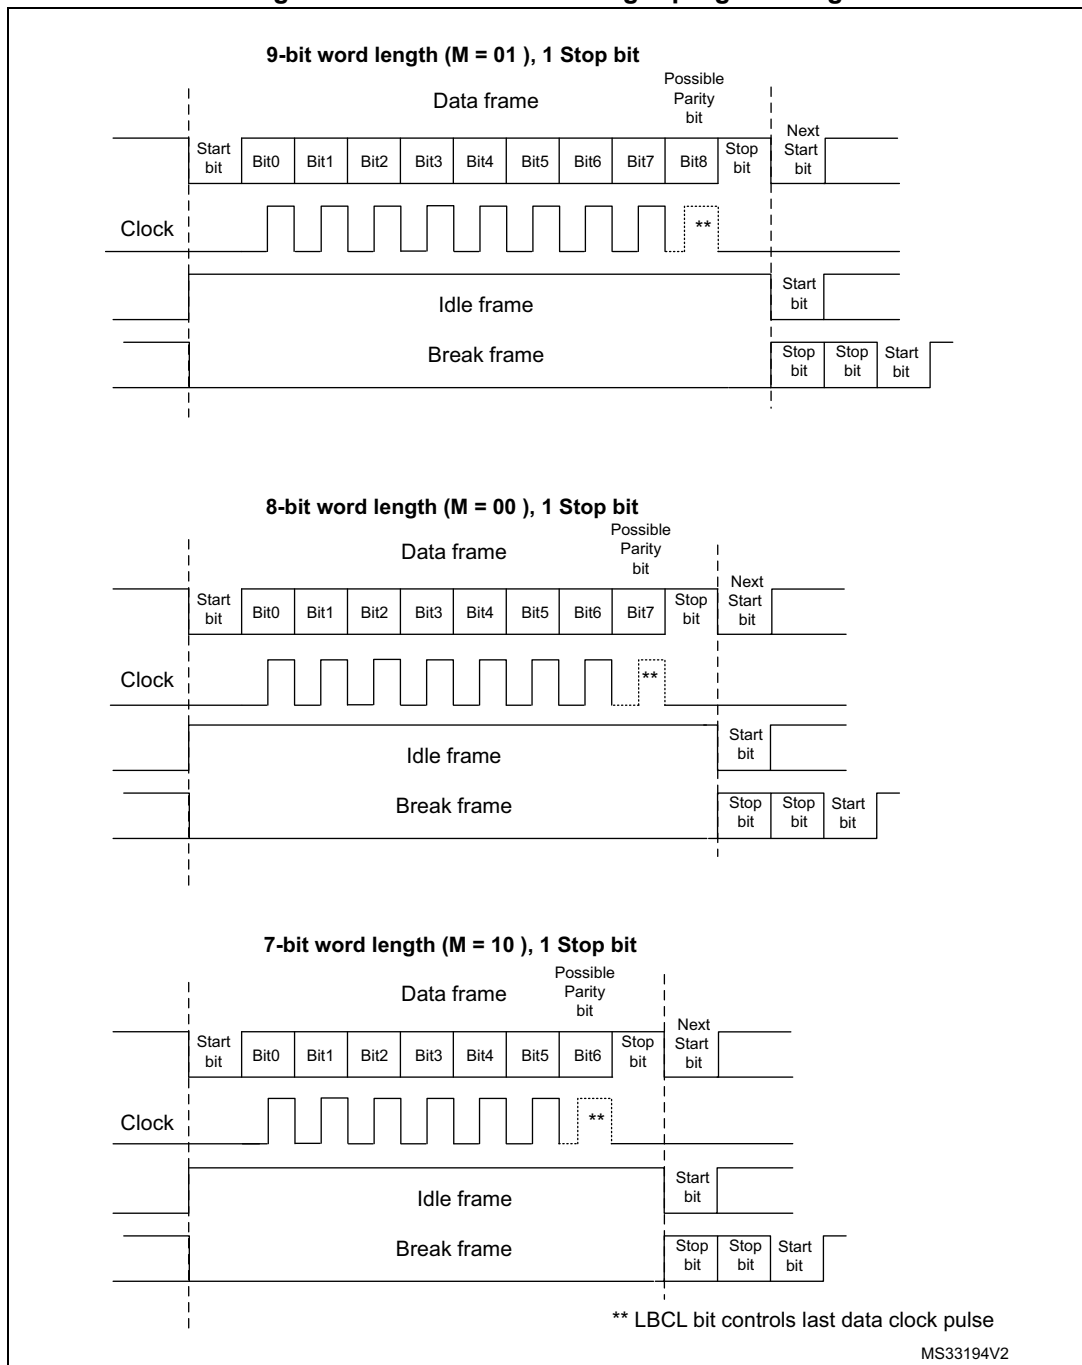 9-bit word length (M = 01 ), 1 Stop bit
Data frame
Possible
Parity
bit
Start
bit
Bit0 Bit1 Bit2 Bit3 Bit4 Bit5 Bit6 Bit7 Bit8
Stop
bit
Next
Start
bit
Clock
**
Idle frame
Start
bit
Break frame
Stop
bit
Stop
bit
Start
bit
8-bit word length (M = 00 ), 1 Stop bit
Data frame
Possible
Parity
bit
Start
bit
Bit0 Bit1 Bit2 Bit3 Bit4 Bit5 Bit6 Bit7
Stop
bit
Next
Start
bit
Clock
**
Idle frame
Start
bit
Break frame
Stop
bit
Stop
bit
Start
bit
7-bit word length (M = 10 ), 1 Stop bit
Data frame
Possible
Parity
bit
Start
bit
Bit0 Bit1 Bit2 Bit3 Bit4 Bit5 Bit6
Stop
bit
Next
Start
bit
Clock
**
Idle frame
Start
bit
Break frame
Stop
bit
Stop
bit
Start
bit
** LBCL bit controls last data clock pulse
MS33194V2